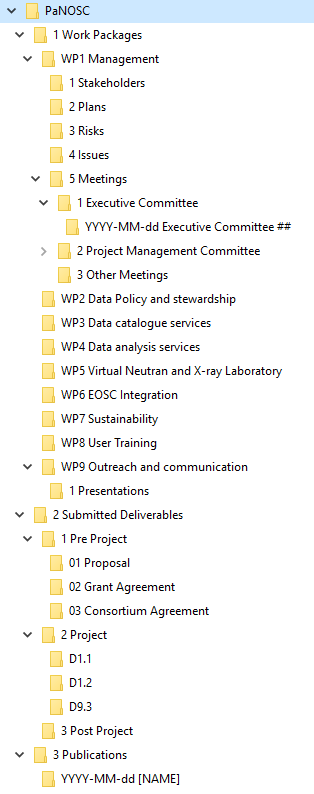 PaNOSC
1 Work Packages
WP1 Management
1 Stakeholders
2 Plans
3 Risks
4 Issues
5 Meetings
1 Executive Committee
YYYY-MM-dd Executive Committee ##
2 Project Management Committee
3 Other Meetings
WP2 Data Policy and stewardship
WP3 Data catalogue services
WP4 Data analysis services
WP5 Virtual Neutran and X-ray Laboratory
WP6 EOSC Integration
WP7 Sustainability
WP8 User Training
WP9 Outreach and communication
1 Presentations
2 Submitted Deliverables
1 Pre Project
01 Proposal
02 Grant Agreement
03 Consortium Agreement
2 Project
D1.1
D1.2
D9.3
3 Post Project
3 Publications
YYYY-MM-dd [NAME]